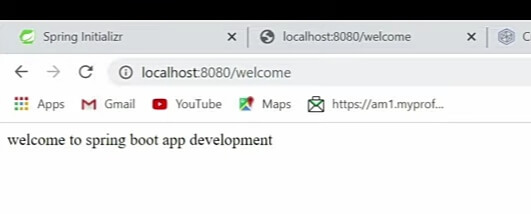 Spring Initializr
localhost:8080/welcome
C
localhost:8080/welcome
Apps Gmail YouTube Maps https://am1.myprof...
welcome to spring boot app development